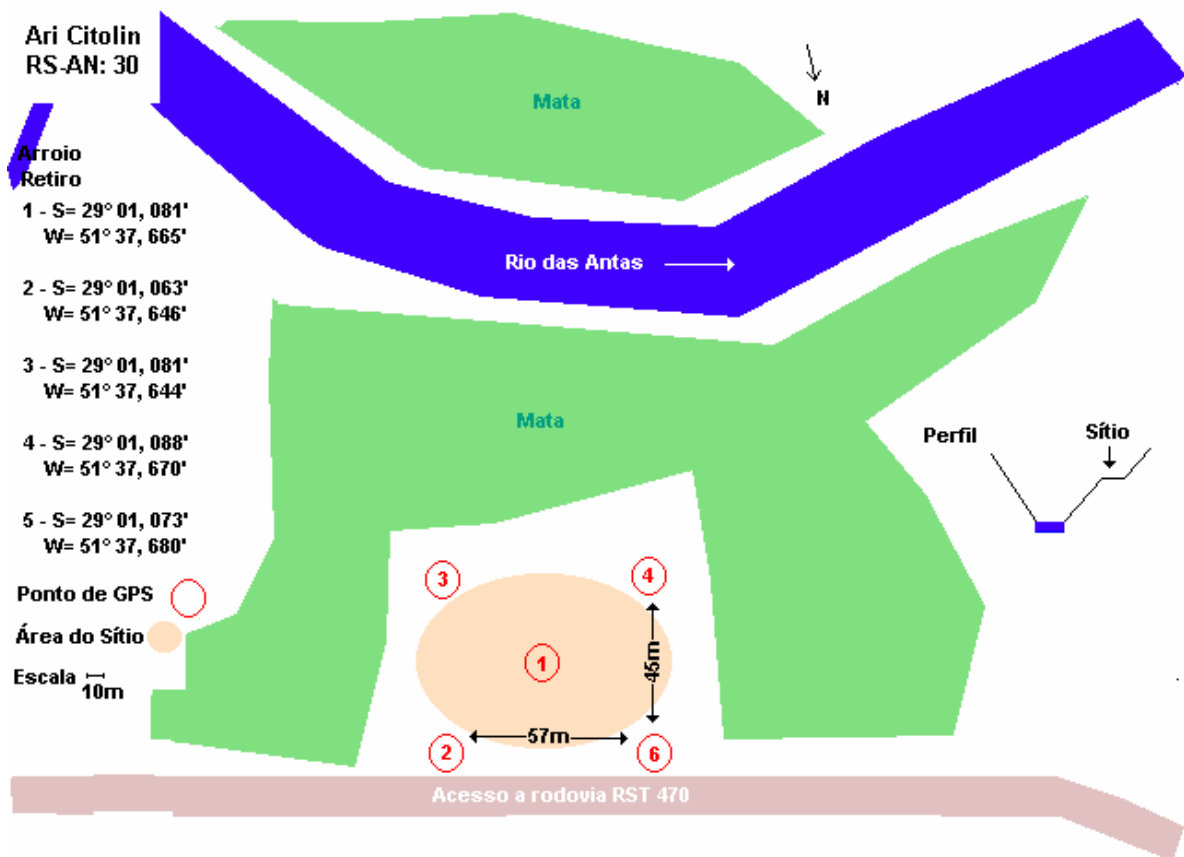 Ari Citolin
RS-AN: 30
Arroio
Retiro
1 - S= 29° 01, 081'
W= 51° 37, 665'
2 - S= 29° 01, 063'
W= 51° 37, 646'
3 - S= 29° 01, 081'
W= 51° 37, 644'
4 - S= 29° 01, 088'
W= 51° 37, 670'
5 - S= 29° 01, 073'
W= 51° 37, 680'
Ponto de GPS
Área do Sítio
Escala
10m
Mata
N
Rio das Antas
Mata
Perfil
Sítio
3
4
1
45m
57m
2
6
Acesso a rodovia RST 470